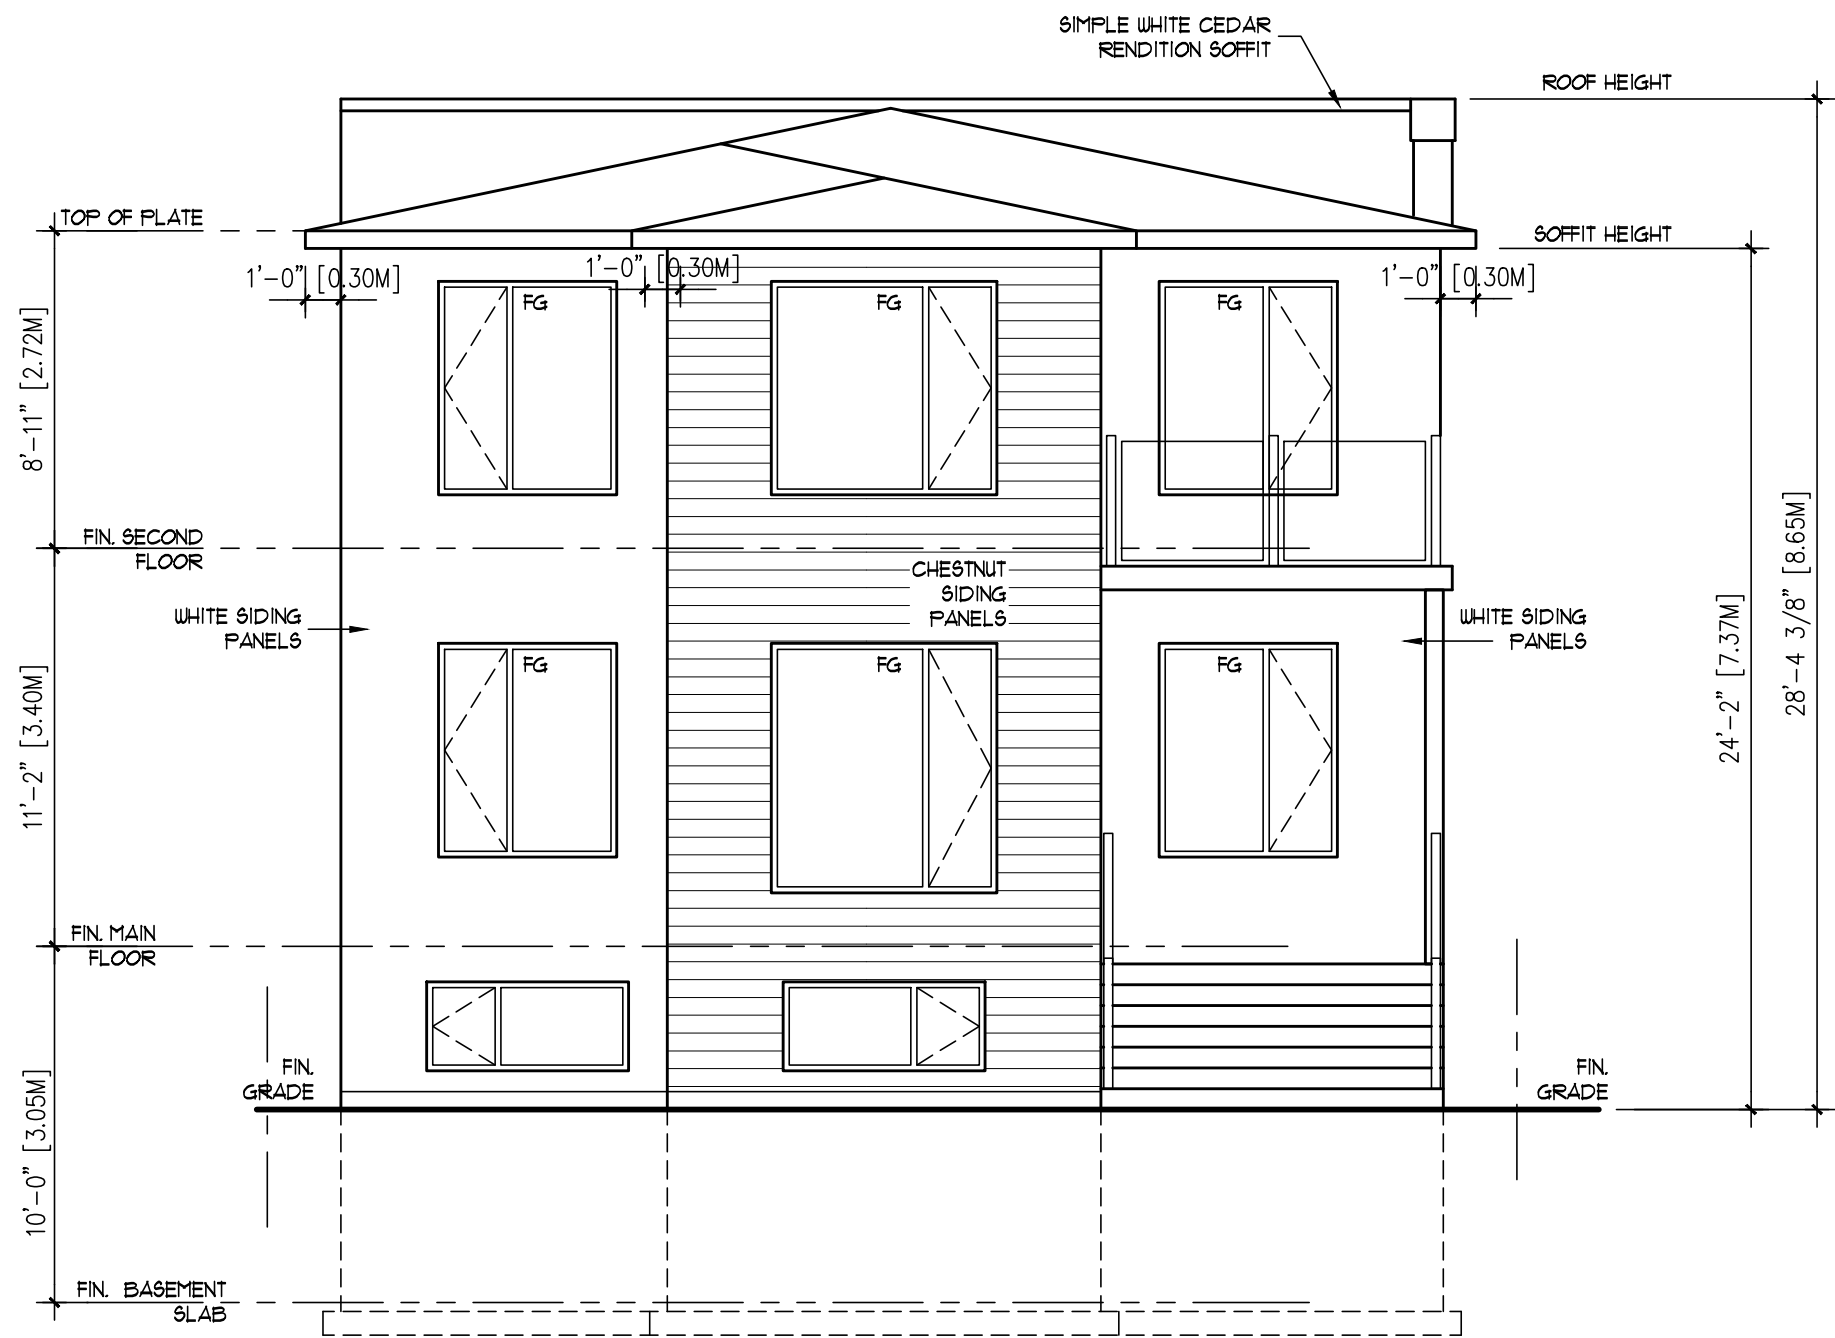 SIMPLE WHITE CEDAR
RENDITION SOFFIT
ROOF HEIGHT
TOP OF PLATE
SOFFIT HEIGHT
1'-0" [0.30M]
1'-0" [0.30M]
1'-0" [0.30M]
FG
FG
FG
8'-11" [2.72M]
FIN. SECOND
FLOOR
CHESTNUT
SIDING
PANELS
WHITE SIDING
PANELS
WHITE SIDING
PANELS
28'-4 3/8" [8.65M]
24'-2" [7.37M]
FG
FG
FG
11'-2" [3.40M]
FIN. MAIN
FLOOR
FIN.
GRADE
FIN.
GRADE
10'-0" [3.05M]
FIN. BASEMENT
SLAB